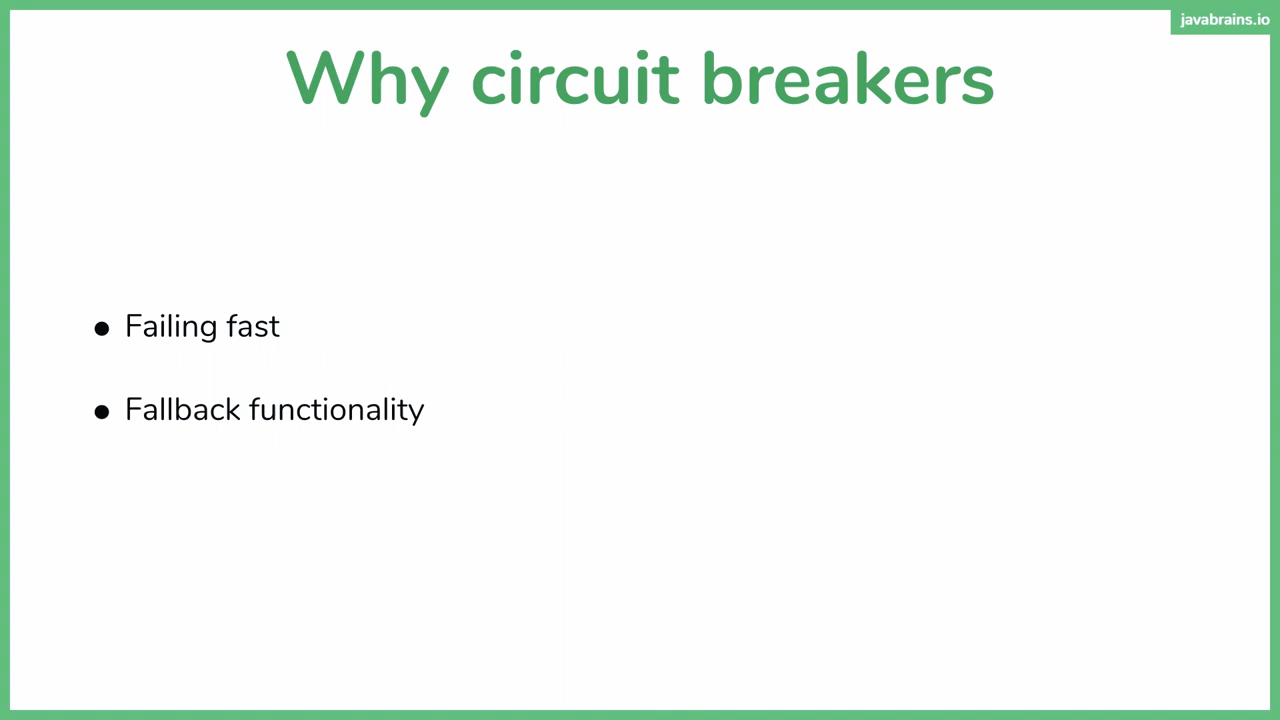 javabrains.io
Why circuit breakers
● Failing fast
● Fallback functionality